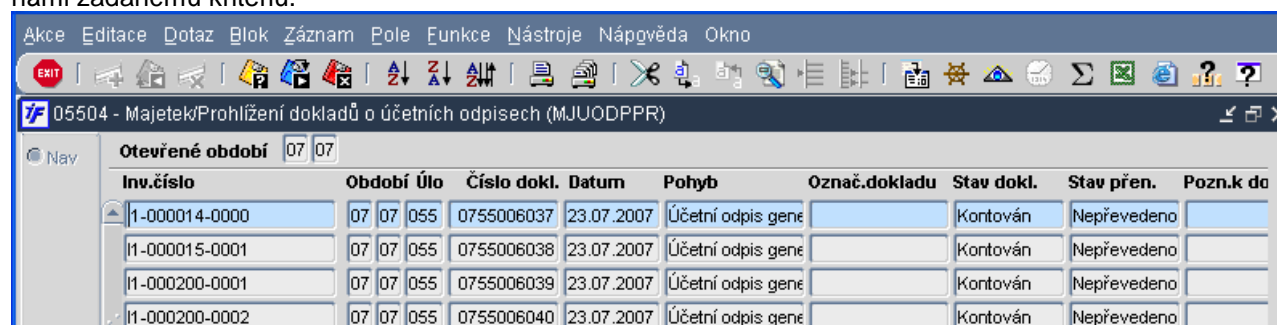 námi zadanému kritériu.
Akce Editace Dotaz Blok Záznam Pole Funkce Nástroje Nápověda Okno
EXIT
05504 - Majetek/Prohlížení dokladů o účetních odpisech (MJUODPPR)
Nav Otevřené období 07 07
Inv.číslo Období Úlo Číslo dokl. Datum Pohyb Označ.dokladu Stav dokl. Stav přen. Pozn.k do
I1-000014-0000 07 07 055 0755006037 23.07.2007 Účetní odpis gene Kontován Nepřevedeno
I1-000015-0001 07 07 055 0755006038 23.07.2007 Účetní odpis gene Kontován Nepřevedeno
I1-000200-0001 07 07 055 0755006039 23.07.2007 Účetní odpis gene Kontován Nepřevedeno
I1-000200-0002 07 07 055 0755006040 23.07.2007 Účetní odpis gene Kontován Nepřevedeno